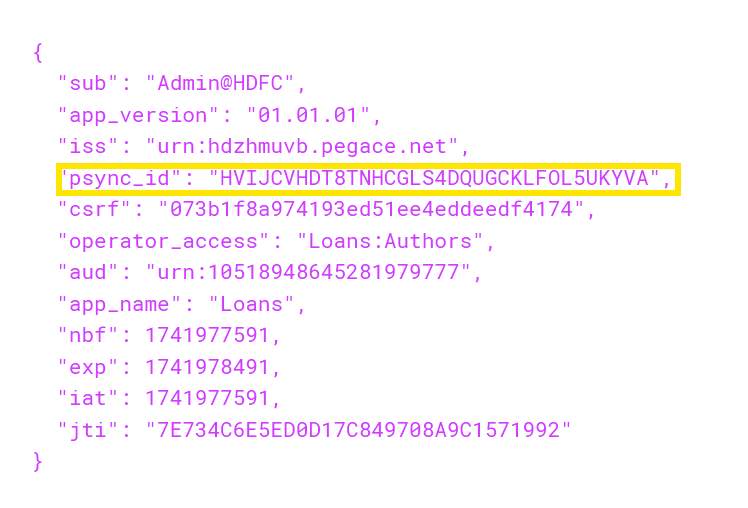 {
"sub": "Admin@HDFC",
"app_version": "01.01.01",
"iss": "urn:hdzhmuvb.pegace.net",
"psync_id": "HVIJCVHDT8TNHCGLS4DQUGCKLFOL5UKYVA",
"csrf": "073b1f8a974193ed51ee4eddeedf4174",
"operator_access": "Loans:Authors",
"aud": "urn:10518948645281979777",
"app_name": "Loans",
"nbf": 1741977591,
"exp": 1741978491,
"iat": 1741977591,
"jti": "7E734C6E5ED0D17C849708A9C1571992"
}